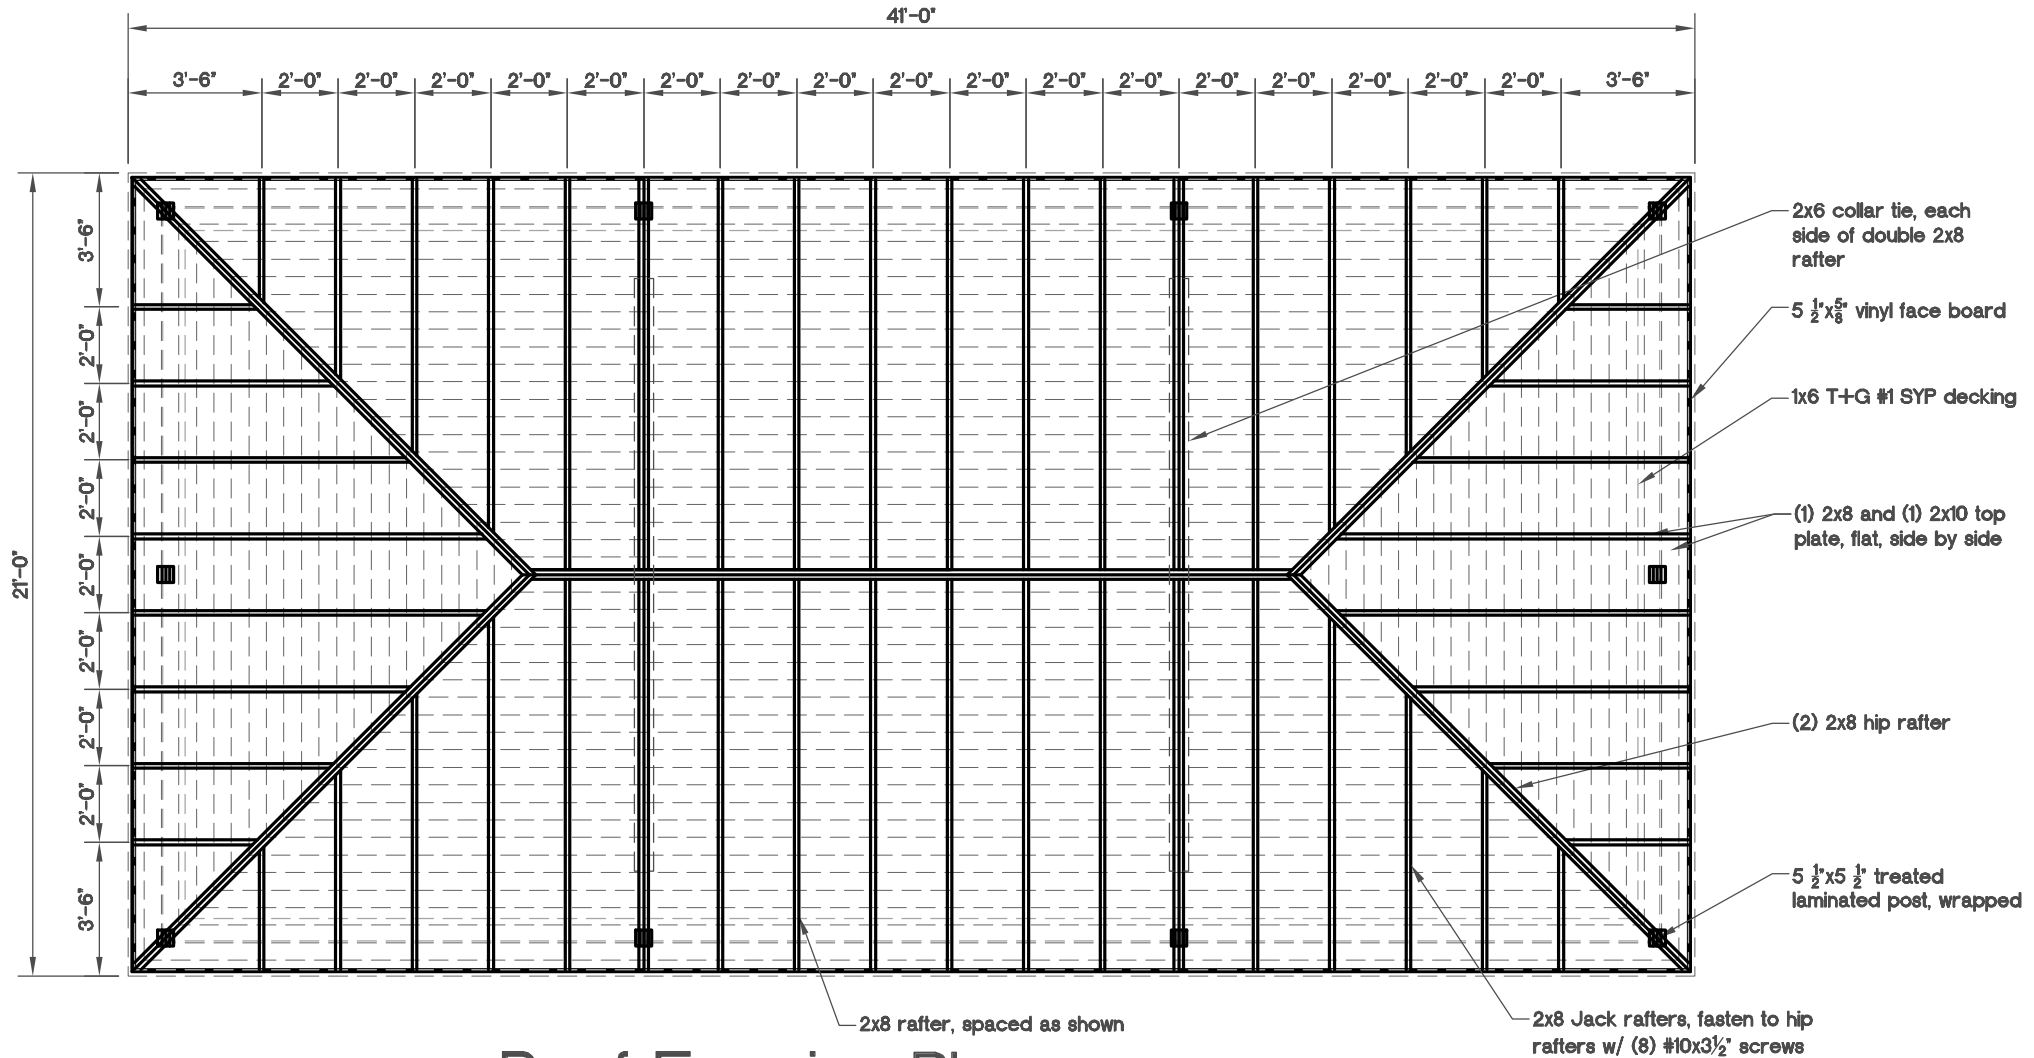 41'-0"
3'-6" 2'-0" 2'-0" 2'-0" 2'-0" 2'-0" 2'-0" 2'-0" 2'-0" 2'-0" 2'-0" 2'-0" 2'-0" 2'-0" 2'-0" 2'-0" 2'-0" 2'-0" 3'-6"
21'-0"
3'-6"
2'-0"
2'-0"
2'-0"
2'-0"
2'-0"
2'-0"
2'-0"
3'-6"
2x6 collar tie, each
side of double 2x8
rafter
5 1/2"x5/8" vinyl face board
1x6 T+G #1 SYP decking
(1) 2x8 and (1) 2x10 top
plate, flat, side by side
(2) 2x8 hip rafter
5 1/2"x5 1/2" treated
laminated post, wrapped
2x8 rafter, spaced as shown
2x8 Jack rafters, fasten to hip
rafters w/ (8) #10x3½" screws